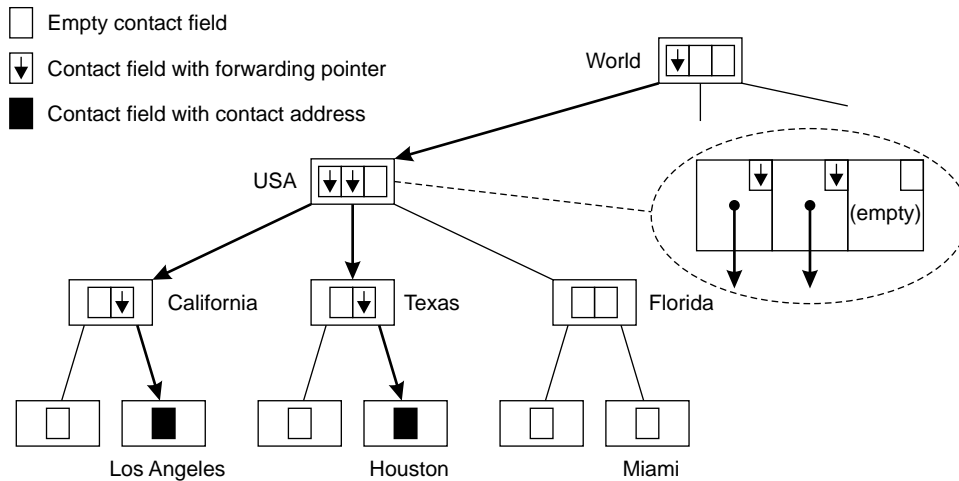 Empty contact field
Contact field with forwarding pointer
Contact field with contact address
World
USA
(empty)
California
Texas
Florida
Los Angeles
Houston
Miami